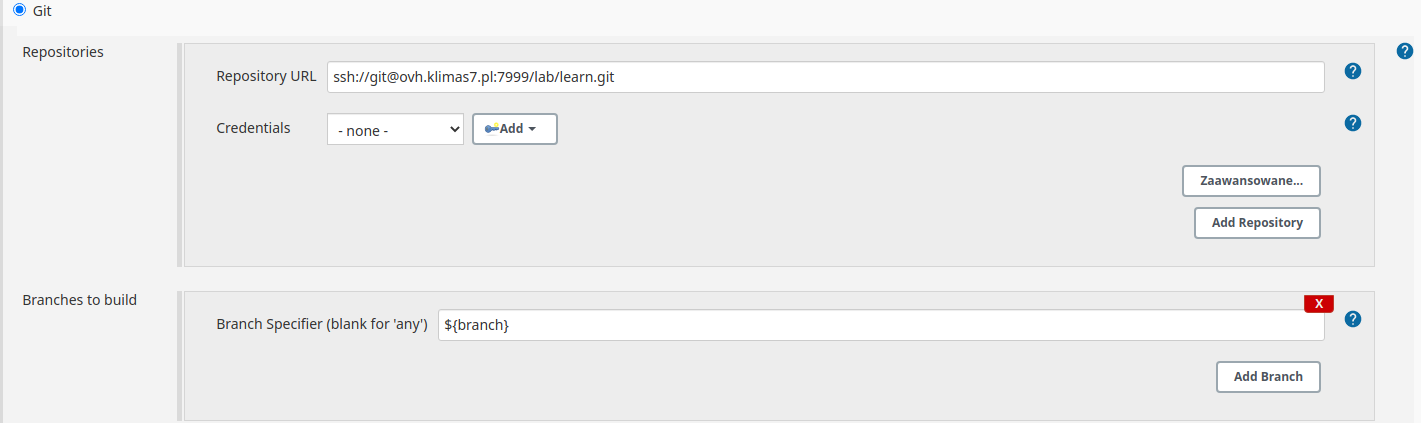 Git
Repositories
Repository URL ssh://git@ovh.klimas7.pl:7999/lab/learn.git ?
?
Credentials - none - Add ?
Zaawansowane...
Add Repository
Branches to build
X
Branch Specifier (blank for 'any') ${branch} ?
Add Branch